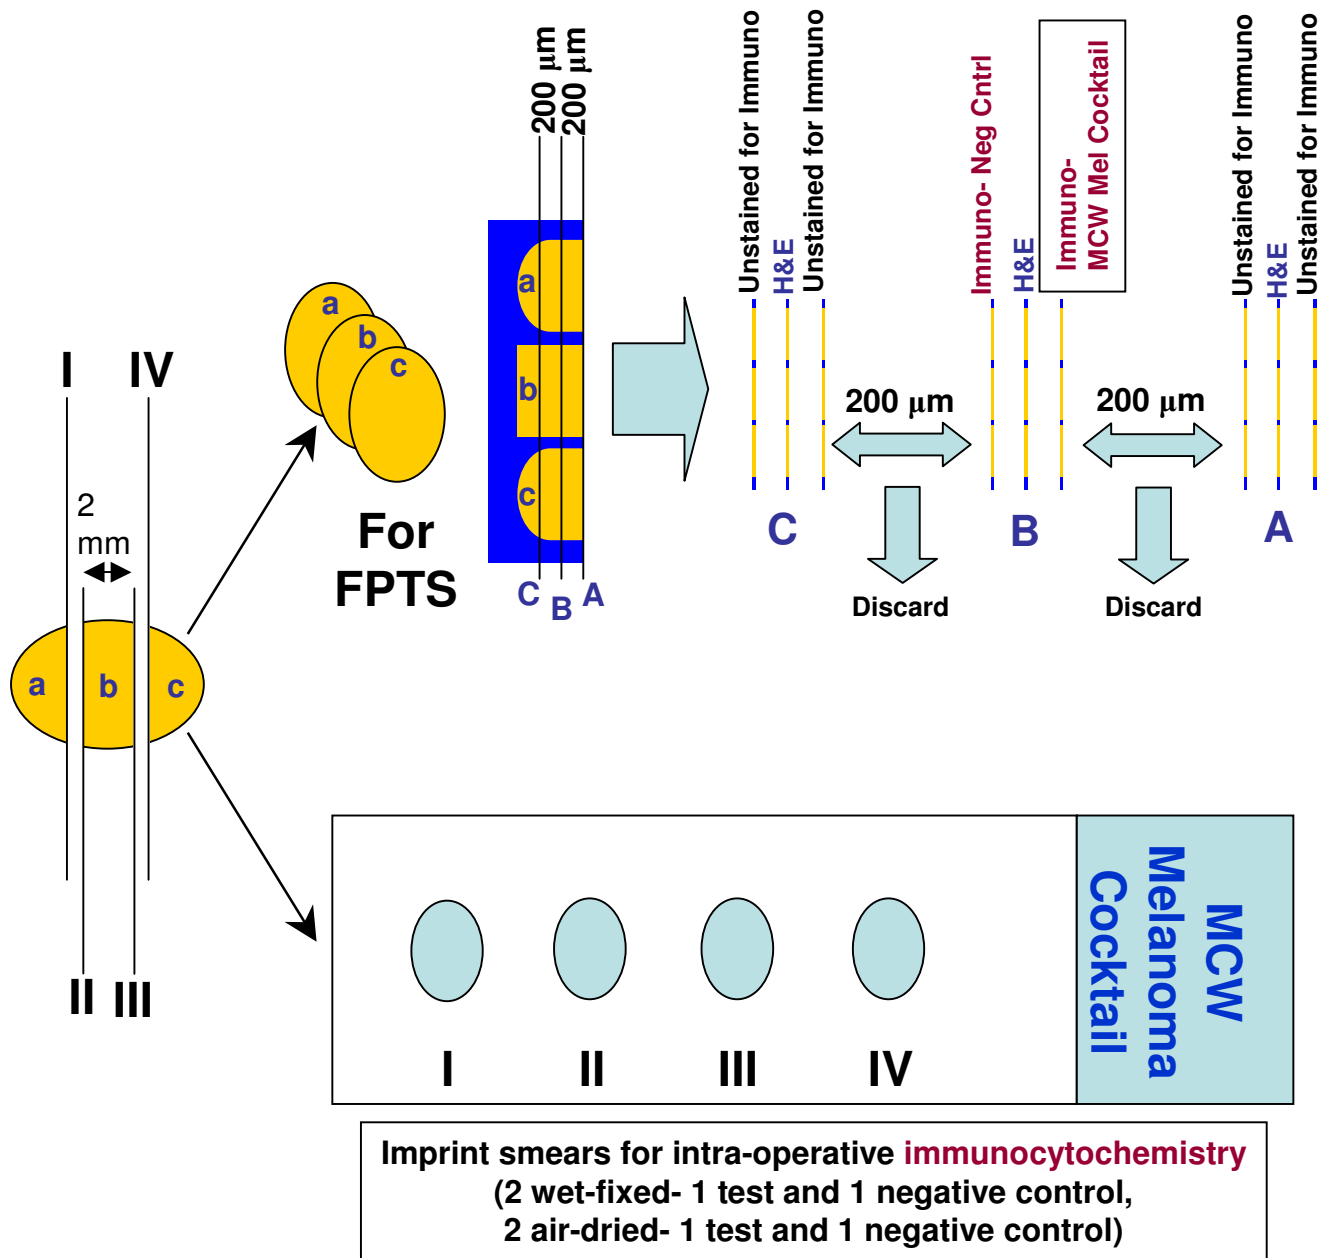 200 µm
200 µm
Unstained for Immuno
H&E
Unstained for Immuno
Immuno- Neg Cntrl
H&E
Immuno-
MCW Mel Cocktail
Unstained for Immuno
H&E
Unstained for Immuno
a
b
c
a
b
c
I
IV
2
mm
For
FPTS
C
B
A
200 µm
200 µm
C
B
A
Discard
Discard
a
b
c
II
III
I
II
III
IV
MCW
Melanoma
Cocktail
Imprint smears for intra-operative immunocytochemistry
(2 wet-fixed- 1 test and 1 negative control,
2 air-dried- 1 test and 1 negative control)